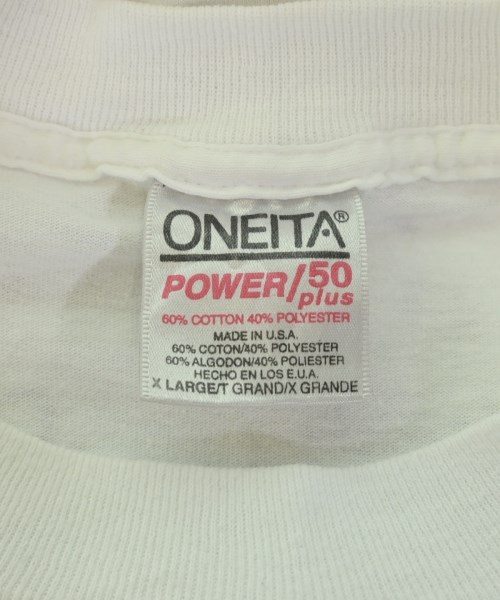 ONEITA®
POWER/50
plus
60% COTTON 40% POLYESTER
MADE IN U.S.A.
60% COTON/40% POLYESTER
60% ALGODON/40% POLIESTER
HECHO EN LOS E.U.A.
X LARGE/T GRAND/X GRANDE